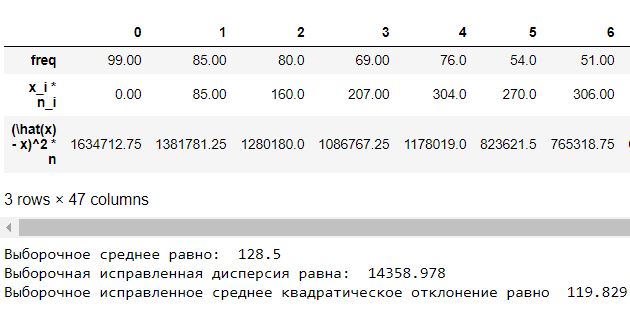 0 1 2 3 4 5 6
freq 99.00 85.00 80.0 69.00 76.0 54.0 51.00
x_i *
n_i 0.00 85.00 160.0 207.00 304.0 270.0 306.00
(\hat(x)
- x)^2 *
n 1634712.75 1381781.25 1280180.0 1086767.25 1178019.0 823621.5 765318.75
3 rows × 47 columns
Выборочное среднее равно:  128.5
Выборочная исправленная дисперсия равна:  14358.978
Выборочное исправленное среднее квадратическое отклонение равно  119.829